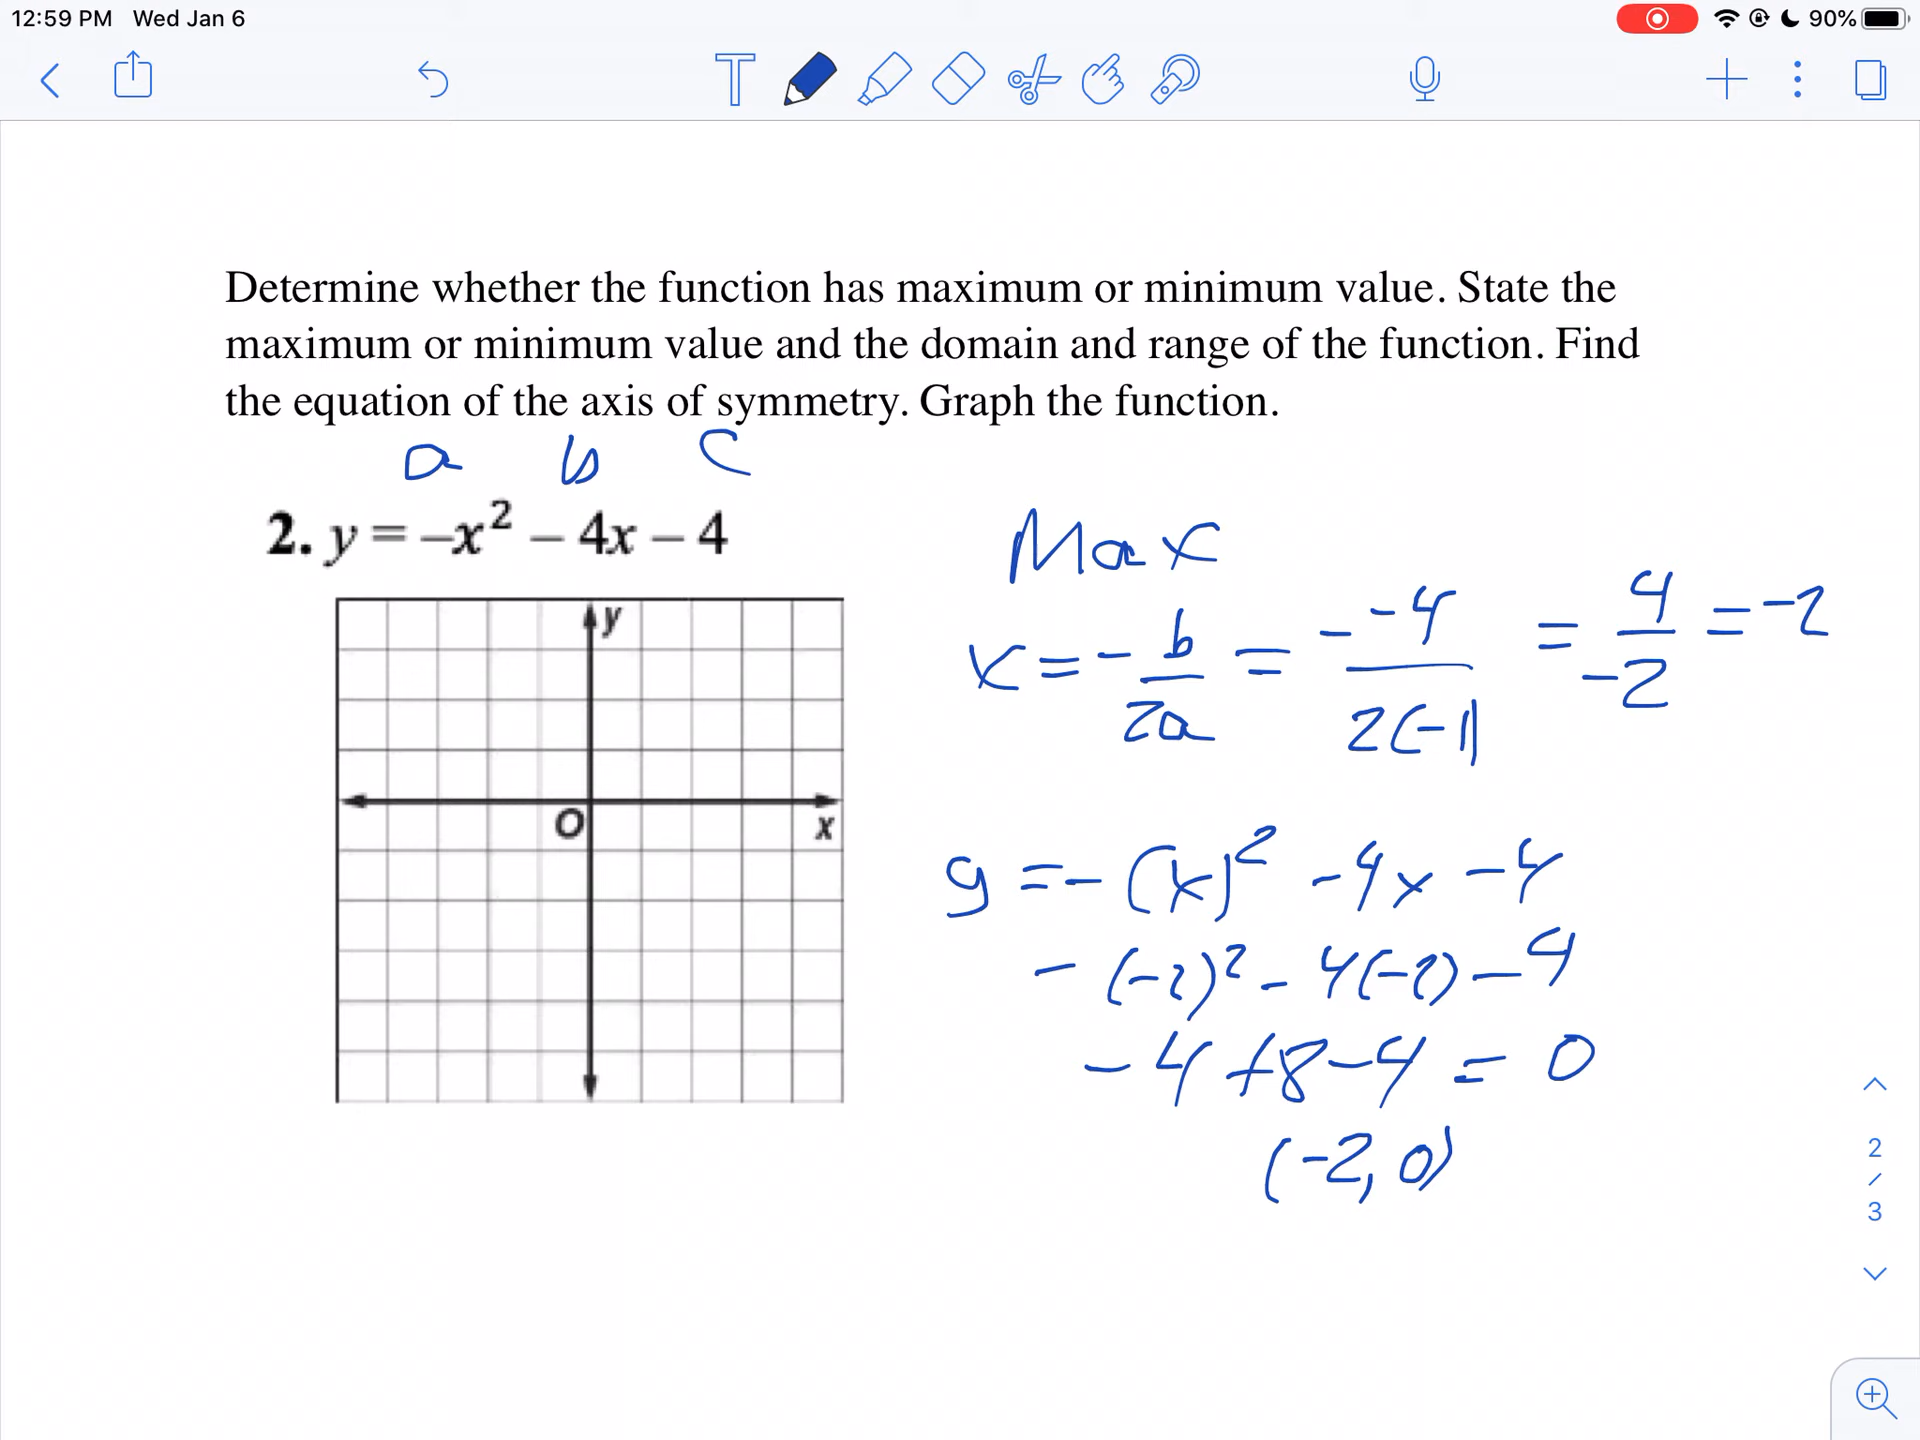 12:59 PM Wed Jan 6 90%
T
Determine whether the function has maximum or minimum value. State the
maximum or minimum value and the domain and range of the function. Find
the equation of the axis of symmetry. Graph the function.
a b c
2. y = –x² – 4x – 4
Max
x = - b/2a = - -4/2(-1) = 4/-2 = -2
y
O
x
y = -(x)² - 4x - 4
-(-2)² - 4(-2) - 4
-4 + 8 - 4 = 0
(-2, 0)
2
/
3